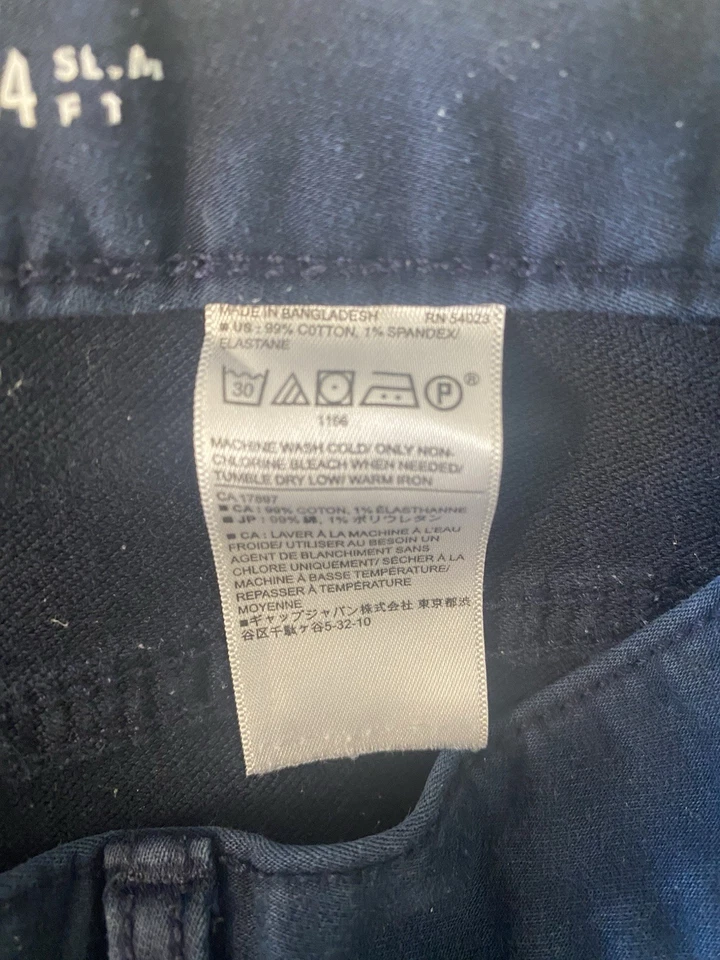 4 SLIM
FIT
MADE IN BANGLADESH RN 54023
■ US : 99% COTTON, 1% SPANDEX/
ELASTANE
30 P ®
1166
MACHINE WASH COLD/ ONLY NON-
CHLORINE BLEACH WHEN NEEDED/
TUMBLE DRY LOW/ WARM IRON
CA 17897
■ CA : 99% COTON, 1% ÉLASTHANNE
■ JP : 99% 綿, 1% ポリウレタン
■ CA : LAVER À LA MACHINE À L'EAU
FROIDE/ UTILISER AU BESOIN UN
AGENT DE BLANCHIMENT SANS
CHLORE UNIQUEMENT/ SÉCHER À LA
MACHINE À BASSE TEMPÉRATURE/
REPASSER À TEMPÉRATURE
MOYENNE
■ギャップジャパン株式会社 東京都渋
谷区千駄ヶ谷5-32-10